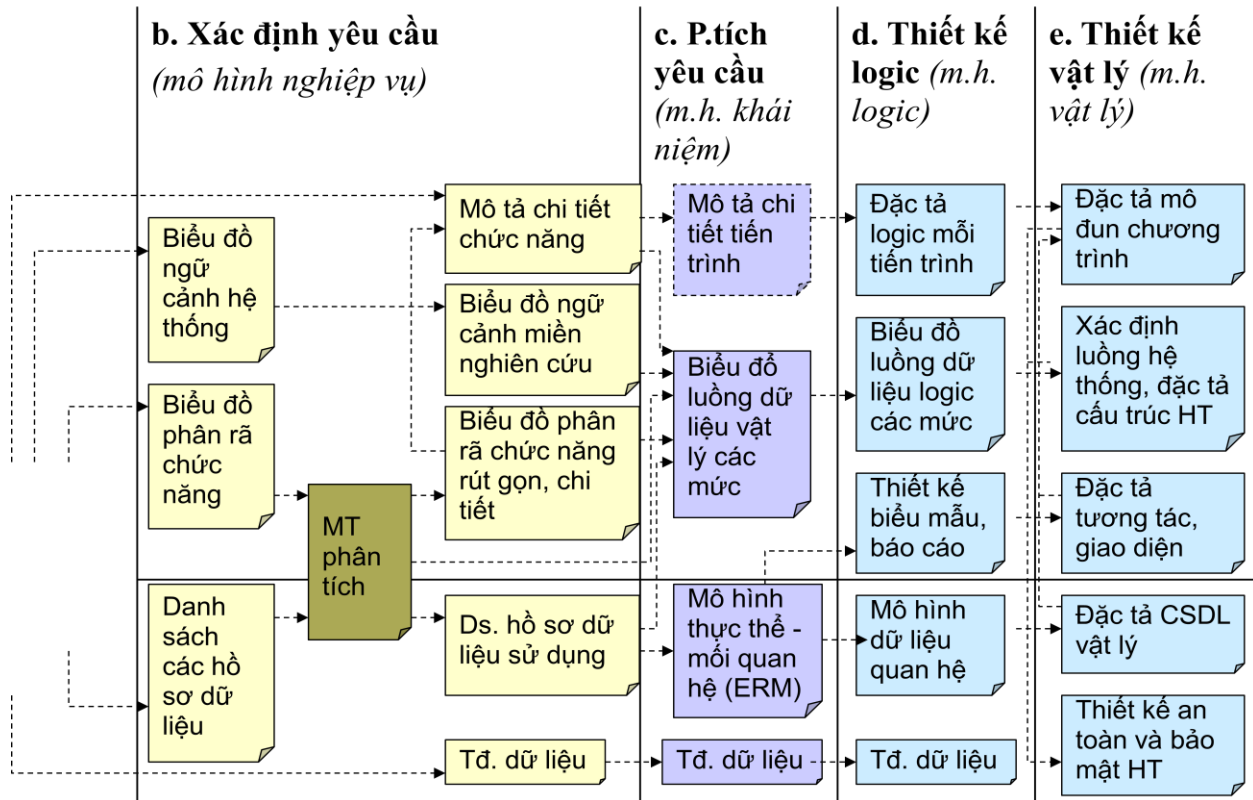 b. Xác định yêu cầu
(mô hình nghiệp vụ)
c. P.tích
yêu cầu
(m.h. khái
niệm)
d. Thiết kế
logic (m.h.
logic)
e. Thiết kế
vật lý (m.h.
vật lý)
Biểu đồ
ngữ
cảnh hệ
thống
Biểu đồ
phân rã
chức
năng
MT
phân
tích
Danh
sách
các hồ
sơ dữ
liệu
Mô tả chi tiết
chức năng
Biểu đồ ngữ
cảnh miền
nghiên cứu
Biểu đồ phân
rã chức năng
rút gọn, chi
tiết
Ds. hồ sơ dữ
liệu sử dụng
Tđ. dữ liệu
Mô tả chi
tiết tiến
trình
Biểu đổ
luồng dữ
liệu vật
lý các
mức
Mô hình
thực thể -
mối quan
hệ (ERM)
Tđ. dữ liệu
Đặc tả
logic mỗi
tiến trình
Biểu đồ
luồng dữ
liệu logic
các mức
Thiết kế
biểu mẫu,
báo cáo
Mô hình
dữ liệu
quan hệ
Tđ. dữ liệu
Đặc tả mô
đun chương
trình
Xác định
luồng hệ
thống, đặc tả
cấu trúc HT
Đặc tả
tương tác,
giao diện
Đặc tả CSDL
vật lý
Thiết kế an
toàn và bảo
mật HT